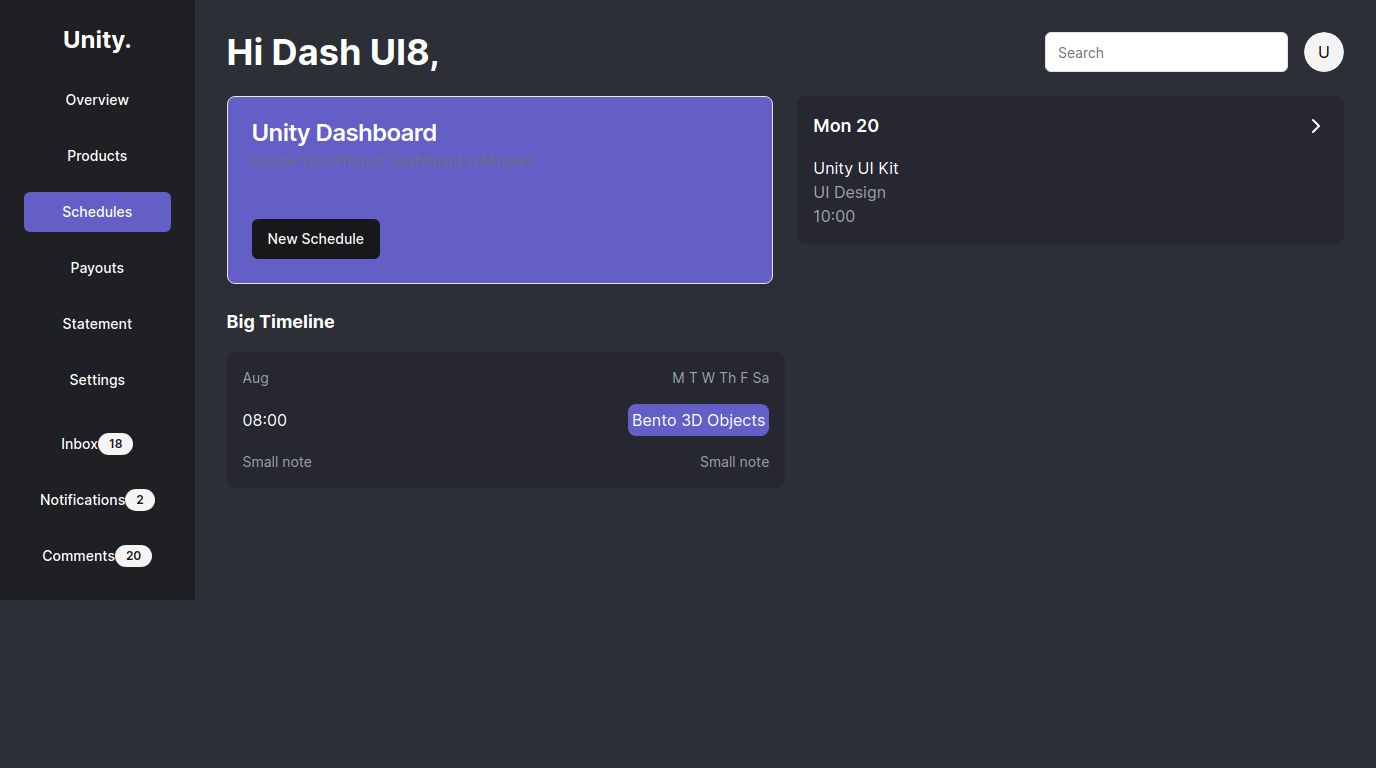 Unity.
Overview
Products
Schedules
Payouts
Statement
Settings
Inbox 18
Notifications 2
Comments 20
Hi Dash UI8,
Search
U
Unity Dashboard
Create Your Product Dashboard in Minutes
New Schedule
Mon 20
Unity UI Kit
UI Design
10:00
Big Timeline
Aug M T W Th F Sa
08:00 Bento 3D Objects
Small note Small note